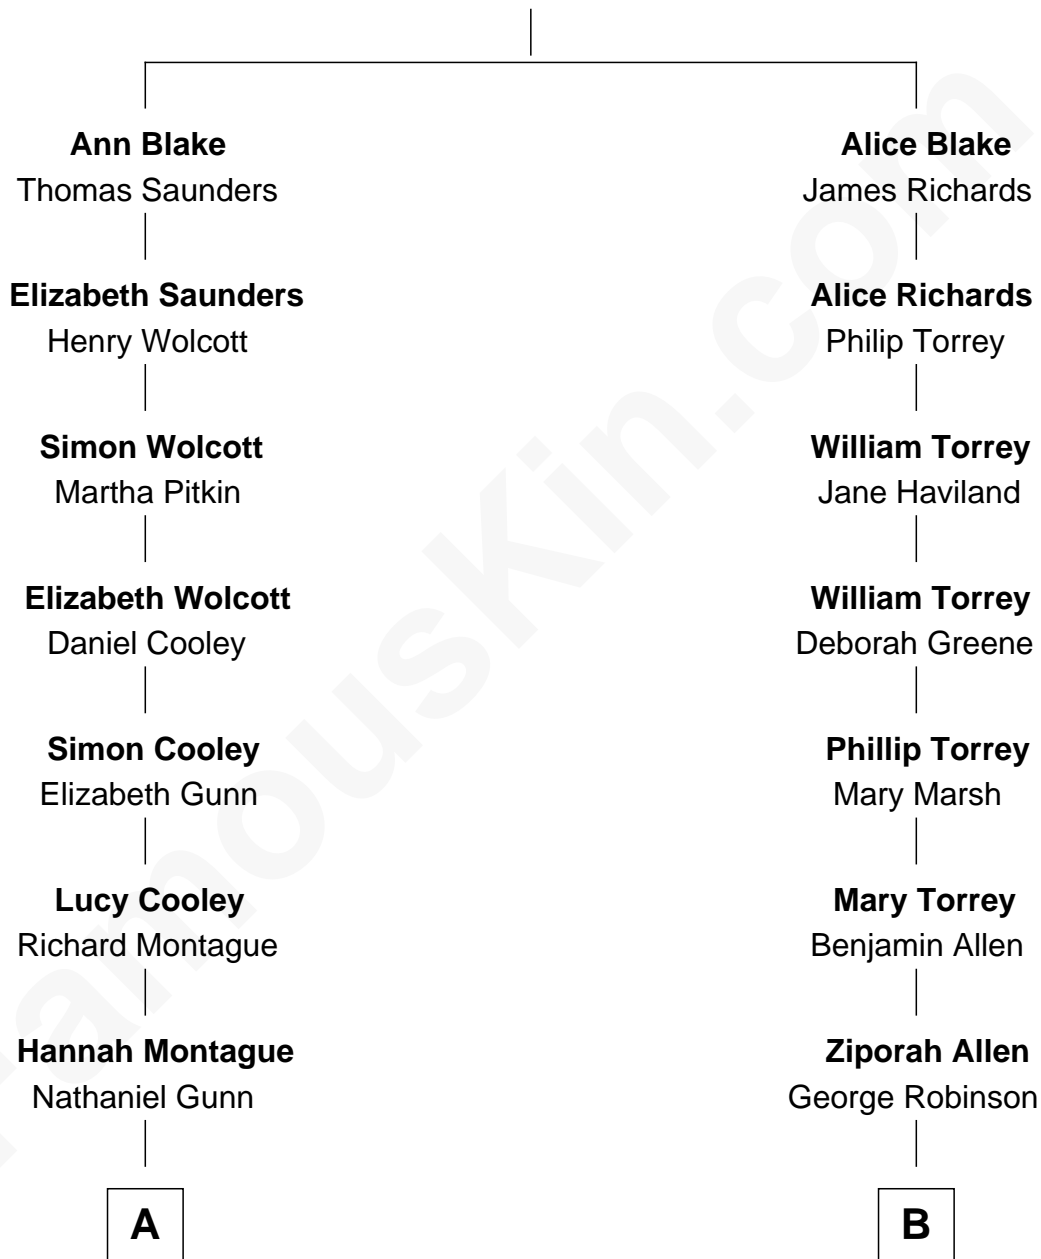 Ann Blake
Thomas Saunders
Alice Blake
James Richards
Elizabeth Saunders
Henry Wolcott
Alice Richards
Philip Torrey
Simon Wolcott
Martha Pitkin
William Torrey
Jane Haviland
Elizabeth Wolcott
Daniel Cooley
William Torrey
Deborah Greene
Simon Cooley
Elizabeth Gunn
Phillip Torrey
Mary Marsh
Lucy Cooley
Richard Montague
Mary Torrey
Benjamin Allen
Hannah Montague
Nathaniel Gunn
Ziporah Allen
George Robinson
A
B
FamousKin.com